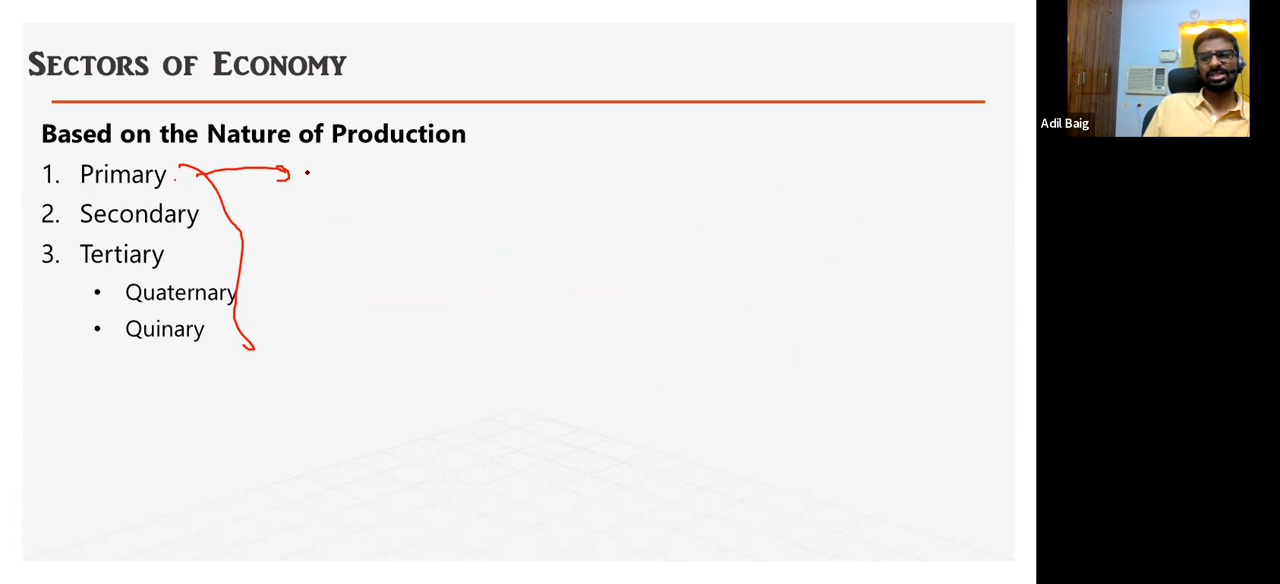 Sectors of Economy
Based on the Nature of Production
1. Primary
2. Secondary
3. Tertiary
• Quaternary
• Quinary
Adil Baig